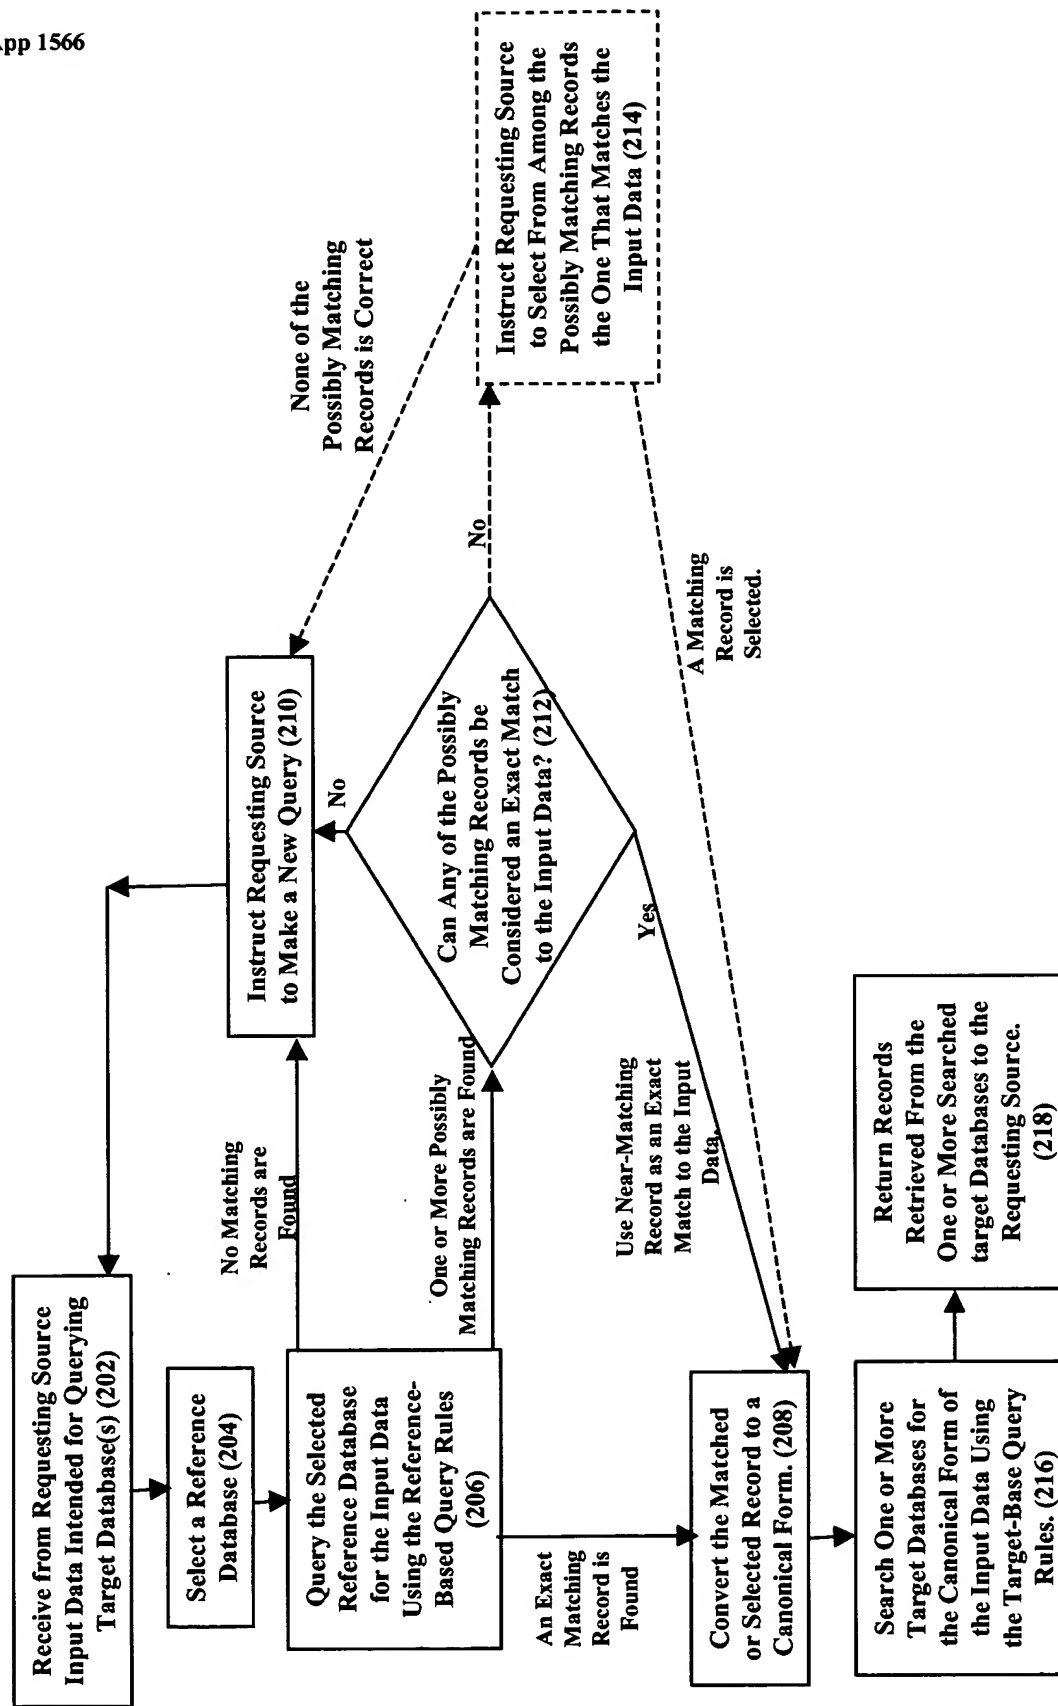 App 1566
Receive from Requesting Source
Input Data Intended for Querying
Target Database(s) (202)
Select a Reference
Database (204)
Query the Selected
Reference Database
for the Input Data
Using the Reference-
Based Query Rules
(206)
No Matching
Records are
Found
One or More Possibly
Matching Records are Found
An Exact
Matching
Record is
Found
Instruct Requesting Source
to Make a New Query (210)
No
Can Any of the Possibly
Matching Records be
Considered an Exact Match
to the Input Data? (212)
No
Yes
None of the
Possibly Matching
Records is Correct
Instruct Requesting Source
to Select From Among the
Possibly Matching Records
the One That Matches the
Input Data (214)
A Matching
Record is
Selected.
Use Near-Matching
Record as an Exact
Match to the Input
Data.
Convert the Matched
or Selected Record to a
Canonical Form. (208)
Search One or More
Target Databases for
the Canonical Form of
the Input Data Using
the Target-Base Query
Rules. (216)
Return Records
Retrieved From the
One or More Searched
target Databases to the
Requesting Source.
(218)